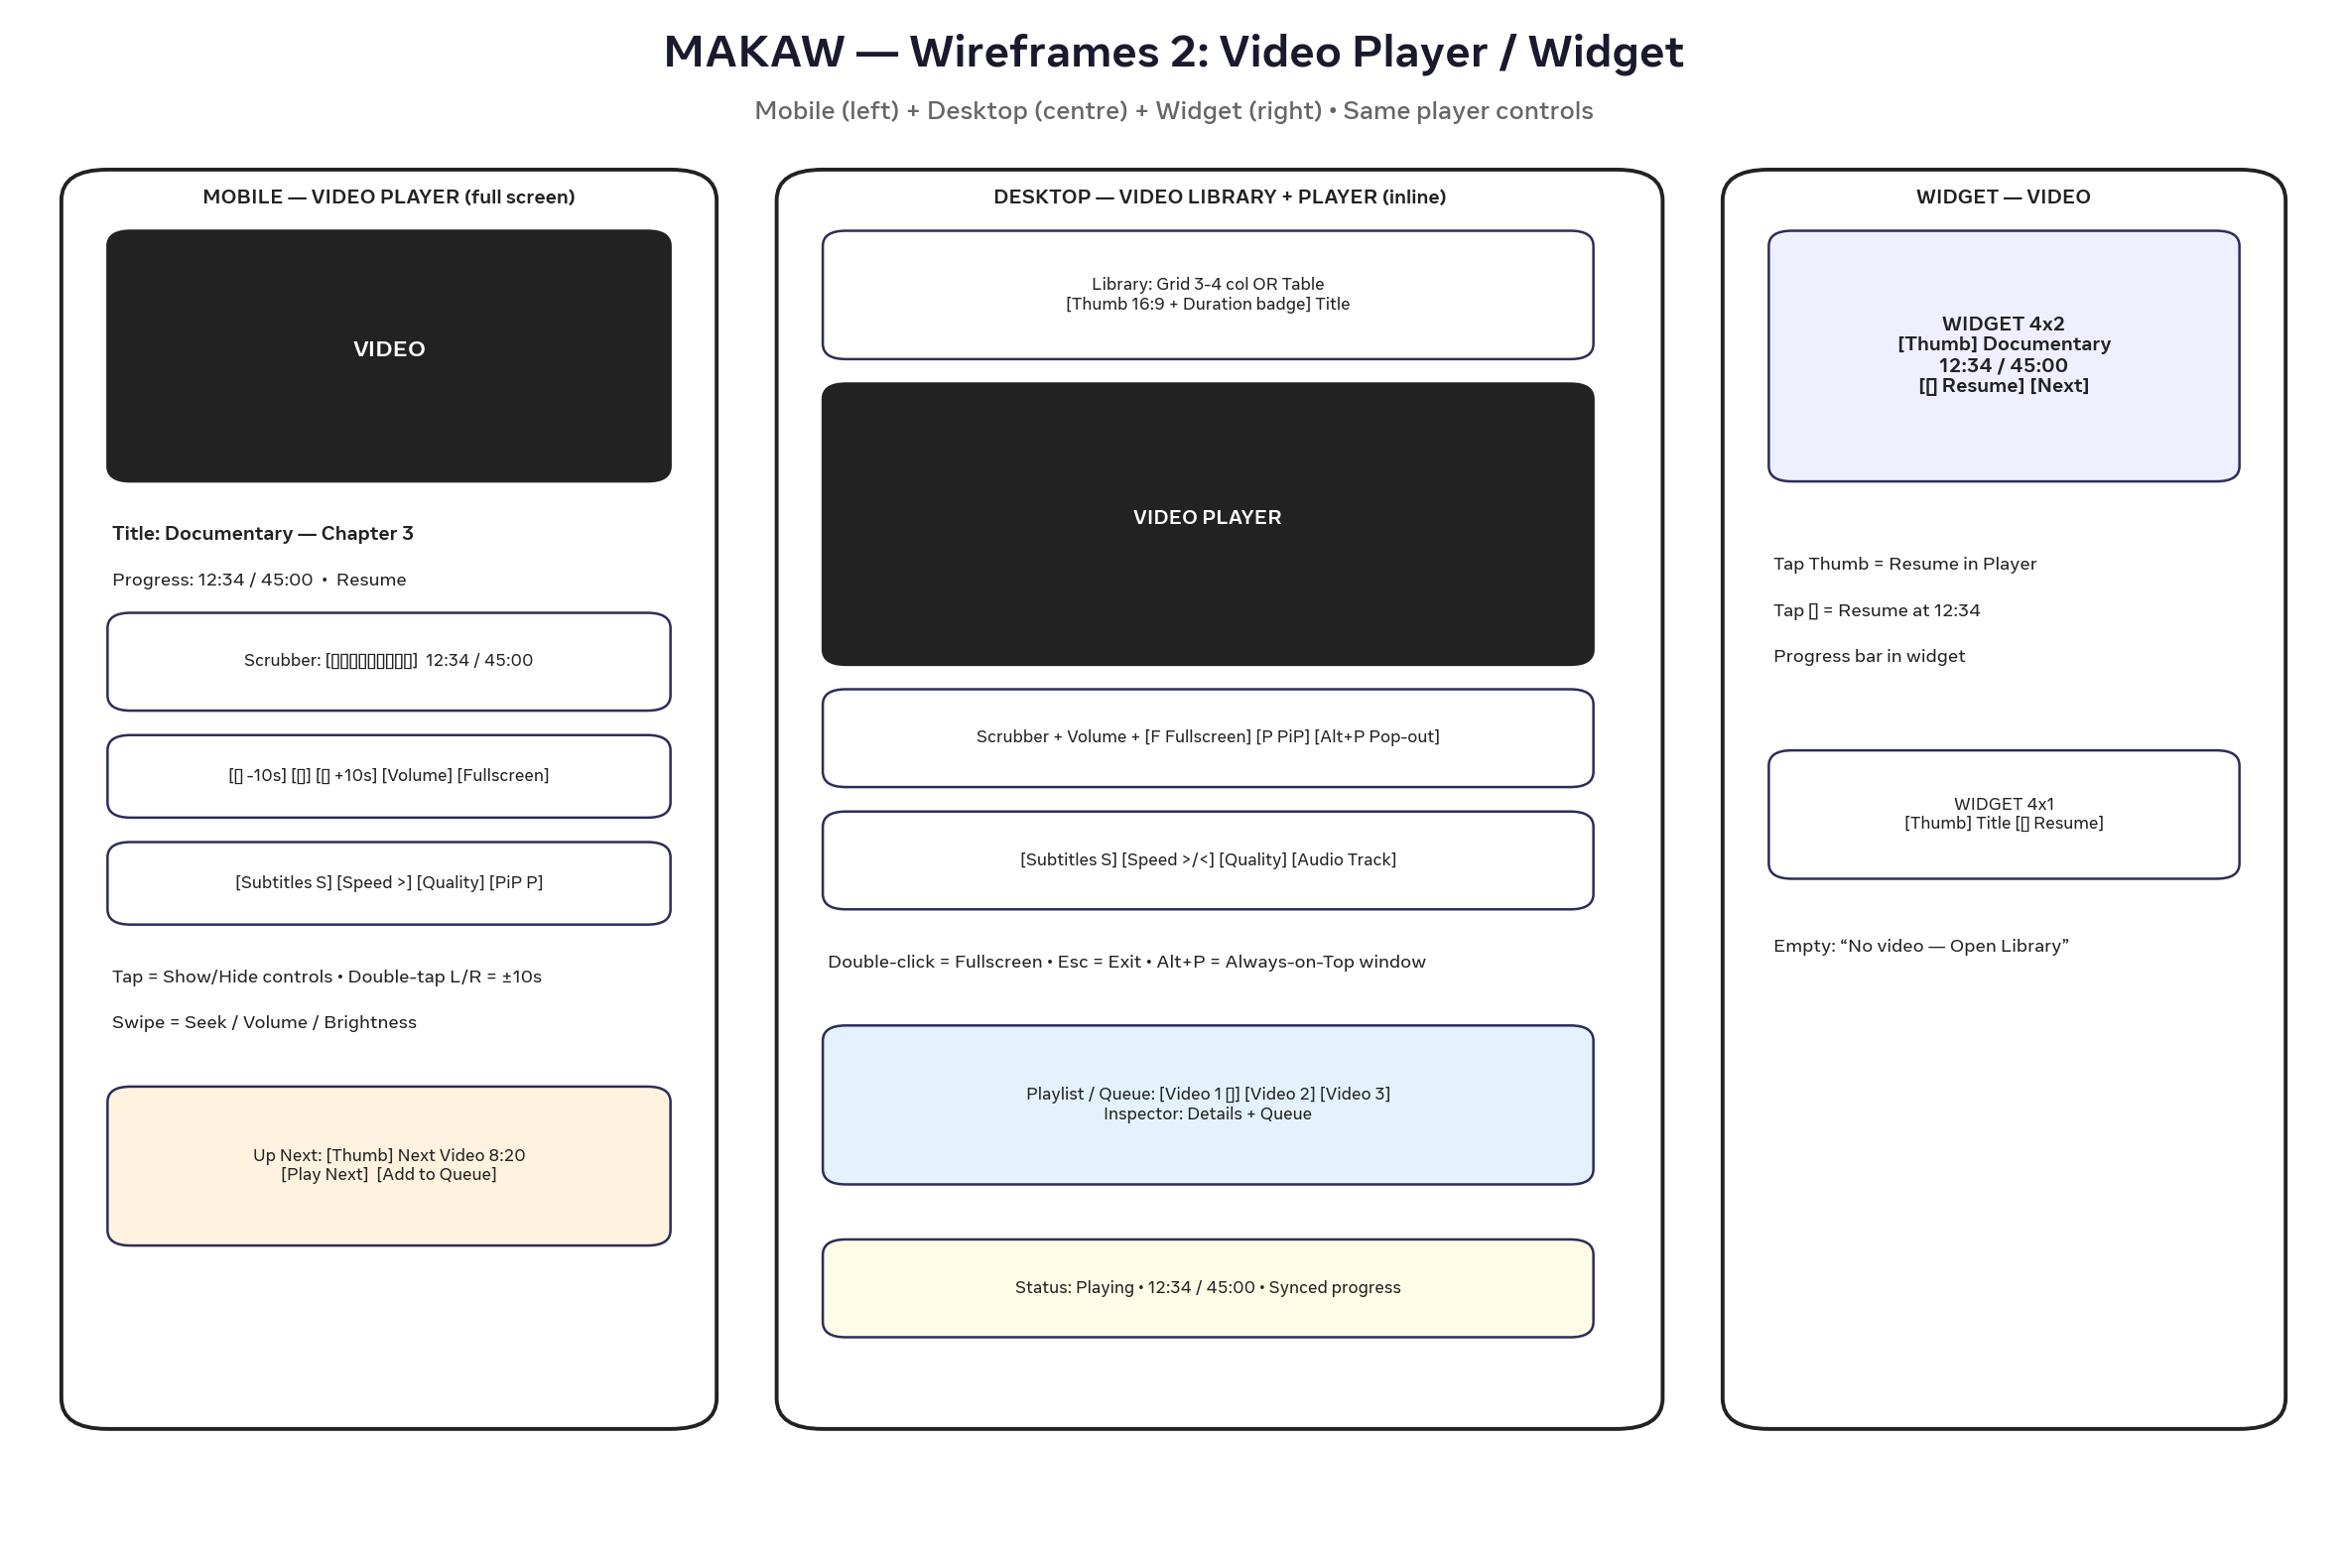 MAKAW — Wireframes 2: Video Player / Widget
Mobile (left) + Desktop (centre) + Widget (right) • Same player controls
MOBILE — VIDEO PLAYER (full screen)
VIDEO
Title: Documentary — Chapter 3
Progress: 12:34 / 45:00 • Resume
Scrubber: [▯▯▯▯▯▯▯▯▯] 12:34 / 45:00
[▯ -10s] [▯] [▯ +10s] [Volume] [Fullscreen]
[Subtitles S] [Speed >] [Quality] [PiP P]
Tap = Show/Hide controls • Double-tap L/R = ±10s
Swipe = Seek / Volume / Brightness
Up Next: [Thumb] Next Video 8:20
[Play Next] [Add to Queue]
DESKTOP — VIDEO LIBRARY + PLAYER (inline)
Library: Grid 3-4 col OR Table
[Thumb 16:9 + Duration badge] Title
VIDEO PLAYER
Scrubber + Volume + [F Fullscreen] [P PiP] [Alt+P Pop-out]
[Subtitles S] [Speed >/<] [Quality] [Audio Track]
Double-click = Fullscreen • Esc = Exit • Alt+P = Always-on-Top window
Playlist / Queue: [Video 1 ▯] [Video 2] [Video 3]
Inspector: Details + Queue
Status: Playing • 12:34 / 45:00 • Synced progress
WIDGET — VIDEO
WIDGET 4x2
[Thumb] Documentary
12:34 / 45:00
[▯ Resume] [Next]
Tap Thumb = Resume in Player
Tap ▯ = Resume at 12:34
Progress bar in widget
WIDGET 4x1
[Thumb] Title [▯ Resume]
Empty: “No video — Open Library”